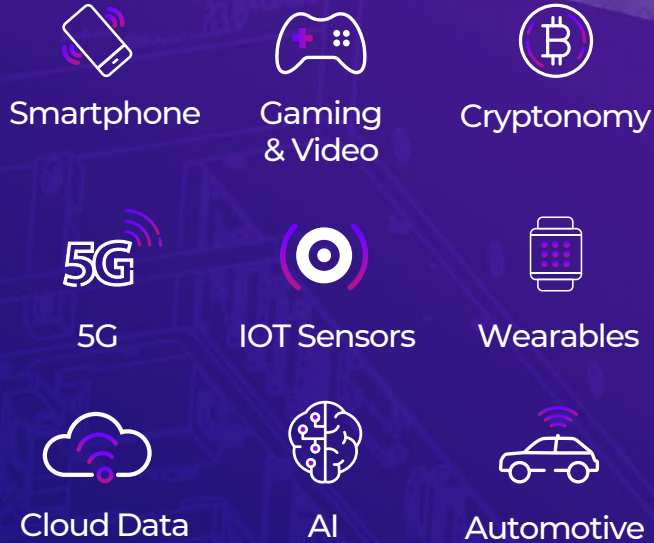 Smartphone
Gaming
& Video
Cryptonomy
5G
5G
IOT Sensors
Wearables
Cloud Data
AI
Automotive